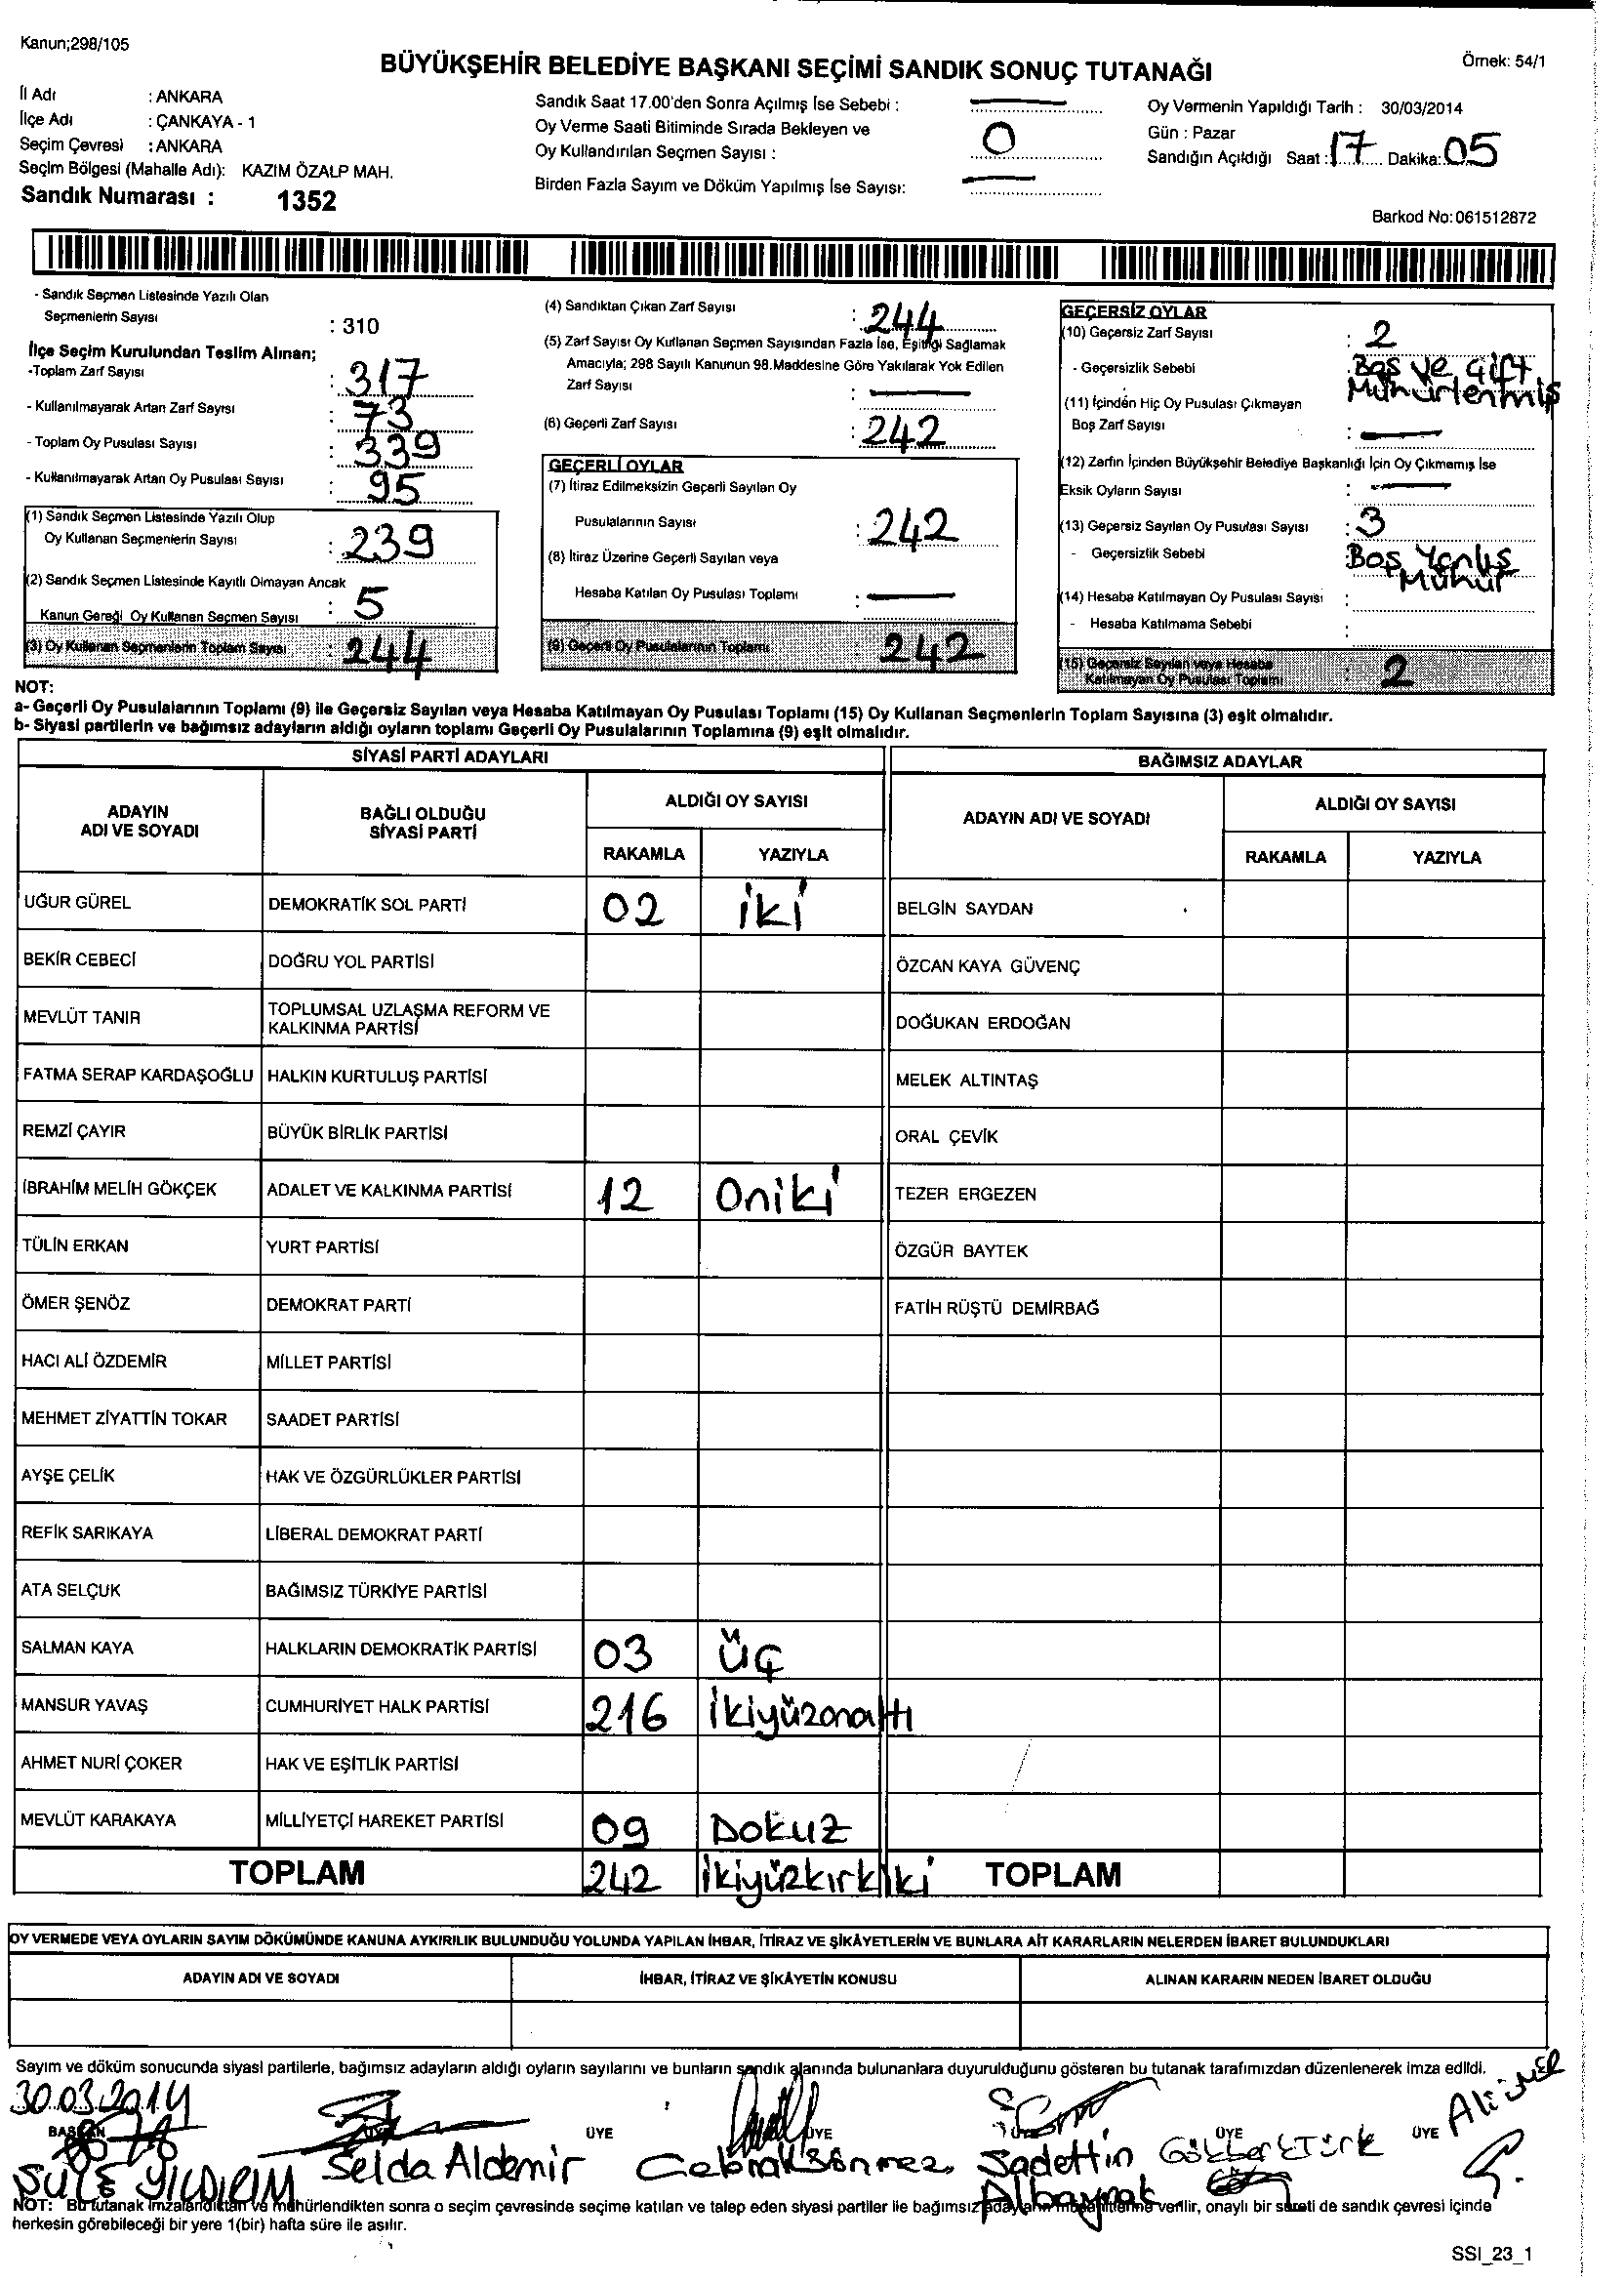 Kanun;298/105
BÜYÜKŞEHİR BELEDİYE BAŞKANI SEÇİMİ SANDIK SONUÇ TUTANAĞI
Örnek: 54/1
İl Adı : ANKARA
İlçe Adı : ÇANKAYA - 1
Seçim Çevresi : ANKARA
Seçim Bölgesi (Mahalle Adı): KAZIM ÖZALP MAH.
Sandık Numarası : 1352
Sandık Saat 17.00'den Sonra Açılmış İse Sebebi :
Oy Verme Saati Bitiminde Sırada Bekleyen ve
Oy Kullandırılan Seçmen Sayısı : 0
Birden Fazla Sayım ve Döküm Yapılmış İse Sayısı:
Oy Vermenin Yapıldığı Tarih : 30/03/2014
Gün : Pazar
Sandığın Açıldığı Saat : 17 Dakika: 05
Barkod No: 061512872
- Sandık Seçmen Listesinde Yazılı Olan
Seçmenlerin Sayısı : 310
İlçe Seçim Kurulundan Teslim Alınan;
-Toplam Zarf Sayısı : 317
- Kullanılmayarak Artan Zarf Sayısı : 73
- Toplam Oy Pusulası Sayısı : 339
- Kullanılmayarak Artan Oy Pusulası Sayısı : 95
(1) Sandık Seçmen Listesinde Yazılı Olup
Oy Kullanan Seçmenlerin Sayısı : 239
(2) Sandık Seçmen Listesinde Kayıtlı Olmayan Ancak
Kanun Gereği Oy Kullanan Seçmen Sayısı : 5
(3) Oy Kullanan Seçmenlerin Toplam Sayısı : 244
(4) Sandıktan Çıkan Zarf Sayısı : 244
(5) Zarf Sayısı Oy Kullanan Seçmen Sayısından Fazla İse, Eşitliği Sağlamak
Amacıyla; 298 Sayılı Kanunun 98.Maddesine Göre Yakılarak Yok Edilen
Zarf Sayısı :
(6) Geçerli Zarf Sayısı : 242
GEÇERLİ OYLAR
(7) İtiraz Edilmeksizin Geçerli Sayılan Oy
Pusulalarının Sayısı : 242
(8) İtiraz Üzerine Geçerli Sayılan veya
Hesaba Katılan Oy Pusulası Toplamı :
(9) Geçerli Oy Pusulalarının Toplamı 242
GEÇERSİZ OYLAR
(10) Geçersiz Zarf Sayısı : 2
- Geçersizlik Sebebi : Boş ve Çift
Mühürlenmiş
(11) İçinden Hiç Oy Pusulası Çıkmayan
Boş Zarf Sayısı :
(12) Zarfın İçinden Büyükşehir Belediye Başkanlığı İçin Oy Çıkmamış İse
Eksik Oyların Sayısı :
(13) Geçersiz Sayılan Oy Pusulası Sayısı : 3
- Geçersizlik Sebebi : Boş Yanlış
Mühür
(14) Hesaba Katılmayan Oy Pusulası Sayısı :
- Hesaba Katılmama Sebebi :
(15) Geçersiz Sayılan veya Hesaba
Katılmayan Oy Pusulası Toplamı : 2
NOT:
a- Geçerli Oy Pusulalarının Toplamı (9) ile Geçersiz Sayılan veya Hesaba Katılmayan Oy Pusulası Toplamı (15) Oy Kullanan Seçmenlerin Toplam Sayısına (3) eşit olmalıdır.
b- Siyasi partilerin ve bağımsız adayların aldığı oyların toplamı Geçerli Oy Pusulalarının Toplamına (9) eşit olmalıdır.
SİYASİ PARTİ ADAYLARI BAĞIMSIZ ADAYLAR
ADAYIN ADI VE SOYADI BAĞLI OLDUĞU SİYASİ PARTİ ALDIĞI OY SAYISI RAKAMLA YAZIYLA ADAYIN ADI VE SOYADI ALDIĞI OY SAYISI RAKAMLA YAZIYLA
UĞUR GÜREL DEMOKRATİK SOL PARTİ 02 iki BELGİN SAYDAN
BEKİR CEBECİ DOĞRU YOL PARTİSİ ÖZCAN KAYA GÜVENÇ
MEVLÜT TANIR TOPLUMSAL UZLAŞMA REFORM VE KALKINMA PARTİSİ DOĞUKAN ERDOĞAN
FATMA SERAP KARDAŞOĞLU HALKIN KURTULUŞ PARTİSİ MELEK ALTINTAŞ
REMZİ ÇAYIR BÜYÜK BİRLİK PARTİSİ ORAL ÇEVİK
İBRAHİM MELİH GÖKÇEK ADALET VE KALKINMA PARTİSİ 12 Oniki TEZER ERGEZEN
TÜLİN ERKAN YURT PARTİSİ ÖZGÜR BAYTEK
ÖMER ŞENÖZ DEMOKRAT PARTİ FATİH RÜŞTÜ DEMİRBAĞ
HACI ALİ ÖZDEMİR MİLLET PARTİSİ
MEHMET ZİYATTİN TOKAR SAADET PARTİSİ
AYŞE ÇELİK HAK VE ÖZGÜRLÜKLER PARTİSİ
REFİK SARIKAYA LİBERAL DEMOKRAT PARTİ
ATA SELÇUK BAĞIMSIZ TÜRKİYE PARTİSİ
SALMAN KAYA HALKLARIN DEMOKRATİK PARTİSİ 03 Üç
MANSUR YAVAŞ CUMHURİYET HALK PARTİSİ 216 ikiyüzonaltı
AHMET NURİ ÇOKER HAK VE EŞİTLİK PARTİSİ
MEVLÜT KARAKAYA MİLLİYETÇİ HAREKET PARTİSİ 09 Dokuz
TOPLAM 242 ikiyüzkırkiki TOPLAM
OY VERMEDE VEYA OYLARIN SAYIM DÖKÜMÜNDE KANUNA AYKIRILIK BULUNDUĞU YOLUNDA YAPILAN İHBAR, İTİRAZ VE ŞİKÂYETLERİN VE BUNLARA AİT KARARLARIN NELERDEN İBARET BULUNDUKLARI
ADAYIN ADI VE SOYADI İHBAR, İTİRAZ VE ŞİKÂYETİN KONUSU ALINAN KARARIN NEDEN İBARET OLDUĞU
Sayım ve döküm sonucunda siyasi partilerle, bağımsız adayların aldığı oyların sayılarını ve bunların sandık alanında bulunanlara duyurulduğunu gösteren bu tutanak tarafımızdan düzenlenerek imza edildi.
30.03.2014
BAŞKAN ÜYE ÜYE ÜYE ÜYE
ŞULE YILDIRIM Selda Aldemir Sönmez Sadettin Albayrak Türk Ali
NOT: Bu tutanak imzalandıktan ve mühürlendikten sonra o seçim çevresinde seçime katılan ve talep eden siyasi partiler ile bağımsız adayların müşahitlerine verilir, onaylı bir sureti de sandık çevresi içinde
herkesin görebileceği bir yere 1(bir) hafta süre ile asılır.
SSI_23_1